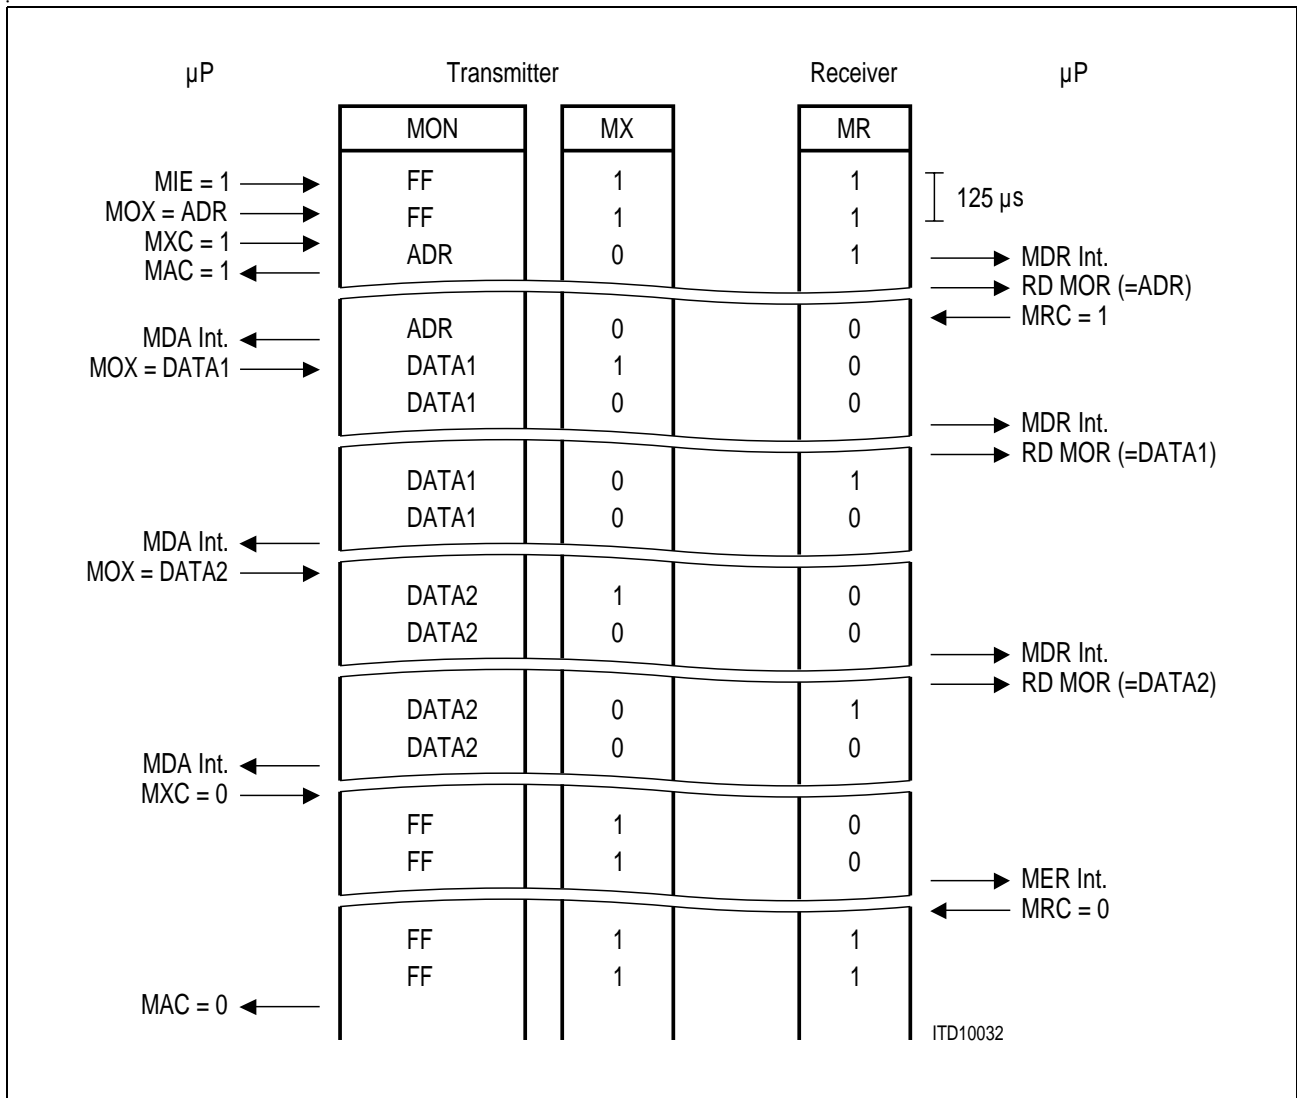 µP Transmitter Receiver µP
MON MX MR
MIE = 1 FF 1 1
125 µs
MOX = ADR FF 1 1
MXC = 1 ADR 0 1 MDR Int.
MAC = 1 RD MOR (=ADR)
ADR 0 0 MRC = 1
MDA Int.
MOX = DATA1 DATA1 1 0
DATA1 0 0 MDR Int.
RD MOR (=DATA1)
DATA1 0 1
DATA1 0 0
MDA Int.
MOX = DATA2
DATA2 1 0
DATA2 0 0
MDR Int.
RD MOR (=DATA2)
DATA2 0 1
DATA2 0 0
MDA Int.
MXC = 0
FF 1 0
FF 1 0
MER Int.
MRC = 0
FF 1 1
FF 1 1
MAC = 0
ITD10032